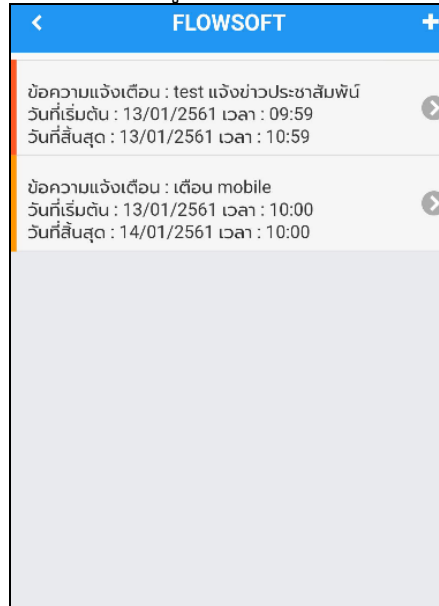 FLOWSOFT
ข้อความแจ้งเตือน : test แจ้งข่าวประชาสัมพัน์
วันที่เริ่มต้น : 13/01/2561 เวลา : 09:59
วันที่สิ้นสุด : 13/01/2561 เวลา : 10:59
ข้อความแจ้งเตือน : เตือน mobile
วันที่เริ่มต้น : 13/01/2561 เวลา : 10:00
วันที่สิ้นสุด : 14/01/2561 เวลา : 10:00